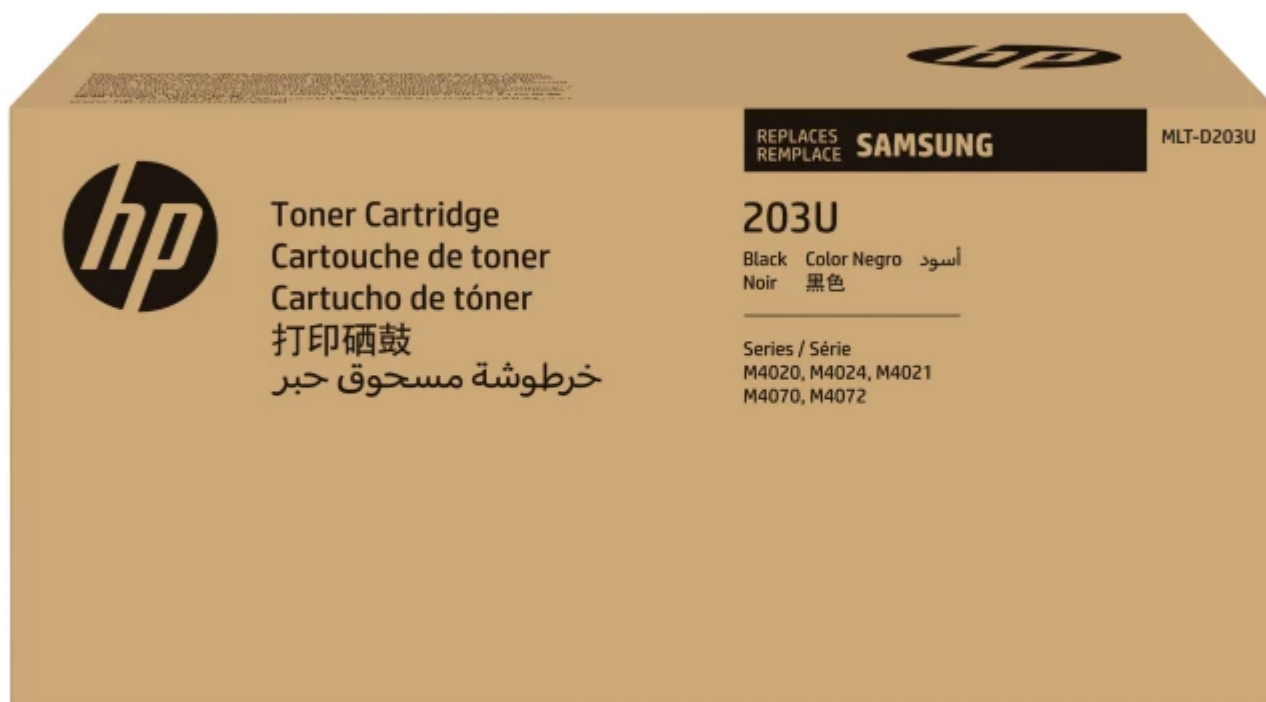 hp
hp
Toner Cartridge
Cartouche de toner
Cartucho de tóner
打印硒鼓
خرطوشة مسحوق حبر
REPLACES
REMPLACE SAMSUNG
MLT-D203U
203U
Black Color Negro أسود
Noir 黑色
Series / Série
M4020, M4024, M4021
M4070, M4072